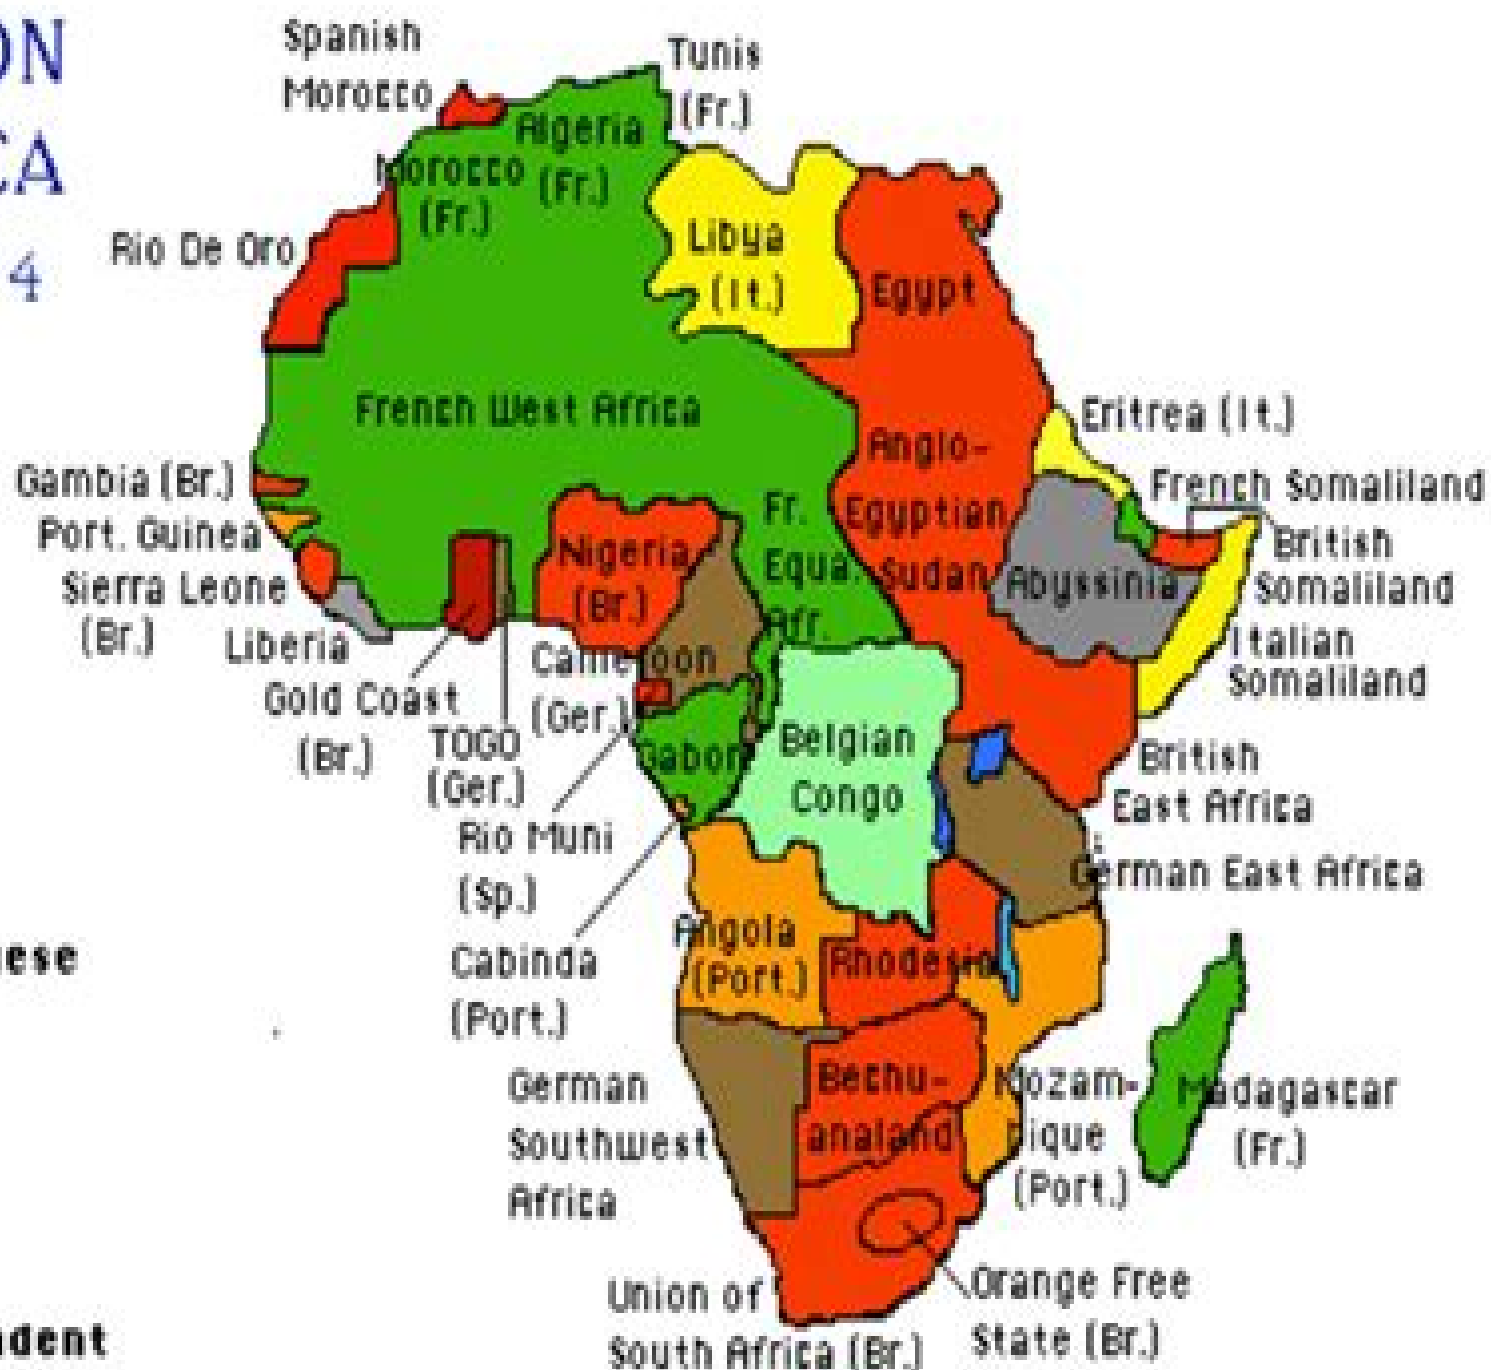 ON
CA
4
Spanish
Morocco
Tunis
(Fr.)
Algeria
(Fr.)
Morocco
(Fr.)
Rio De Oro
Libya
(It.)
Egypt
French West Africa
Anglo-
Egyptian
Sudan
Eritrea (It.)
French Somaliland
British
Somaliland
Italian
Somaliland
Abyssinia
Gambia (Br.)
Port. Guinea
Sierra Leone
(Br.)
Liberia
Gold Coast
(Br.)
TOGO
(Ger.)
Nigeria
(Br.)
Fr.
Equa.
Afr.
Cameroon
(Ger.)
Gabon
Rio Muni
(Sp.)
Cabinda
(Port.)
Belgian
Congo
British
East Africa
German East Africa
Angola
(Port.)
Rhodesia
German
Southwest
Africa
Bechu-
analand
Mozam-
bique
(Port.)
Madagascar
(Fr.)
Union of
South Africa (Br.)
Orange Free
State (Br.)
ese
dent